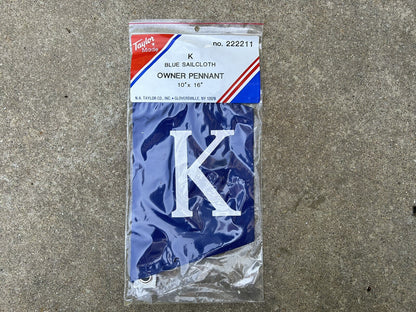 Taylor
Made
no. 222211
K
BLUE SAILCLOTH
OWNER PENNANT
10" x 16"
N.A. TAYLOR CO., INC. • GLOVERSVILLE, NY 12078
K